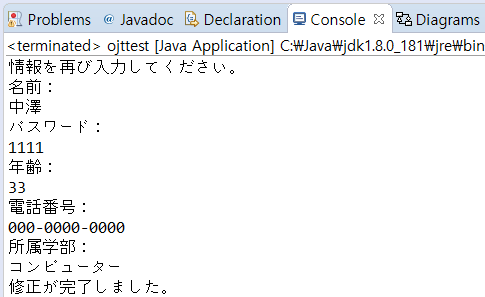 Problems @ Javadoc Declaration Console Diagrams
<terminated> ojttest [Java Application] C:₩Java₩jdk1.8.0_181₩jre₩bin
情報を再び入力してください。
名前：
中澤
パスワード：
1111
年齢：
33
電話番号：
000-0000-0000
所属学部：
コンピューター
修正が完了しました。